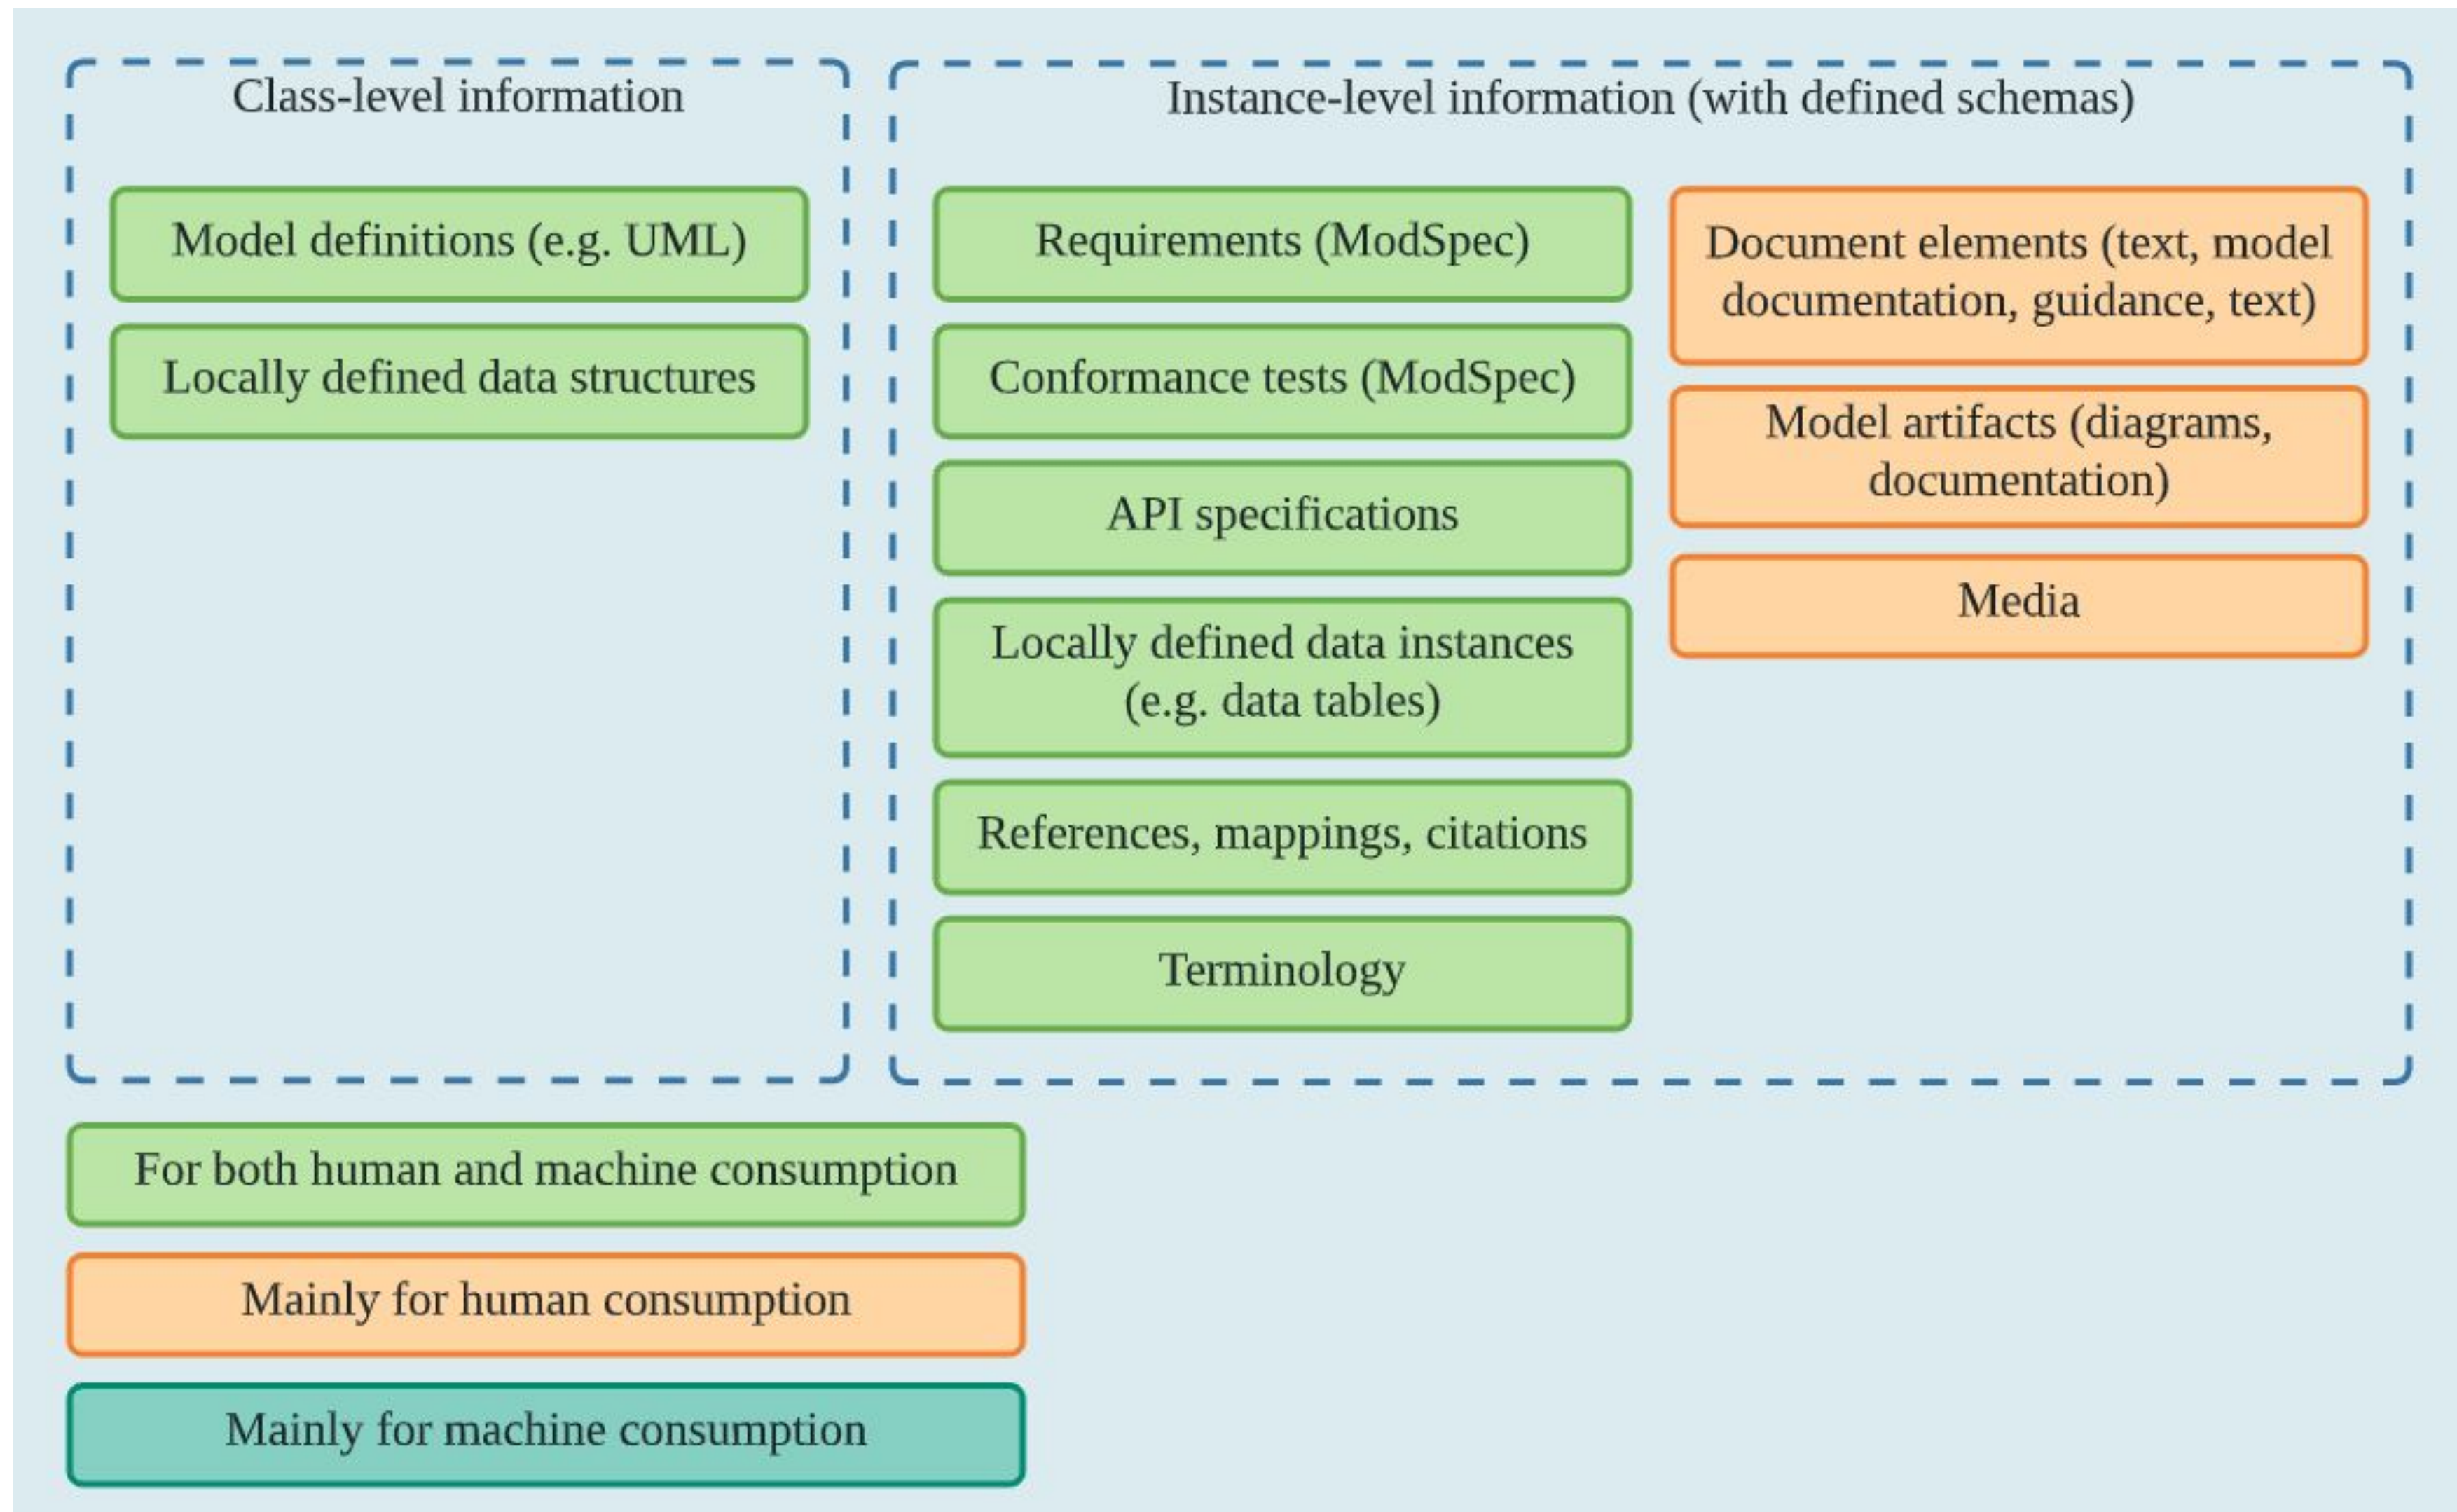 Class-level information
Model definitions (e.g. UML)
Locally defined data structures
Instance-level information (with defined schemas)
Requirements (ModSpec)
Conformance tests (ModSpec)
API specifications
Locally defined data instances
(e.g. data tables)
References, mappings, citations
Terminology
Document elements (text, model
documentation, guidance, text)
Model artifacts (diagrams,
documentation)
Media
For both human and machine consumption
Mainly for human consumption
Mainly for machine consumption